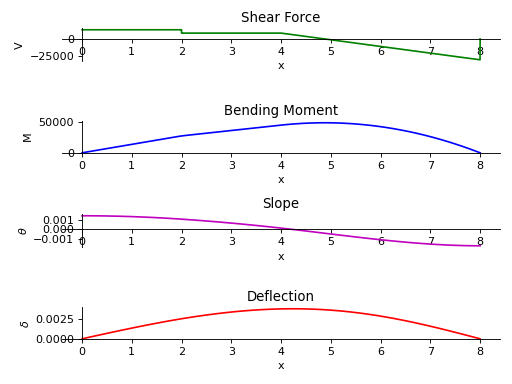 Shear Force
V
0
−25000
0 1 2 3 4 5 6 7 8
x
Bending Moment
M
50000
0
0 1 2 3 4 5 6 7 8
x
Slope
θ
0.001
0.000
−0.001
0 1 2 3 4 5 6 7 8
x
Deflection
δ
0.0025
0.0000
0 1 2 3 4 5 6 7 8
x